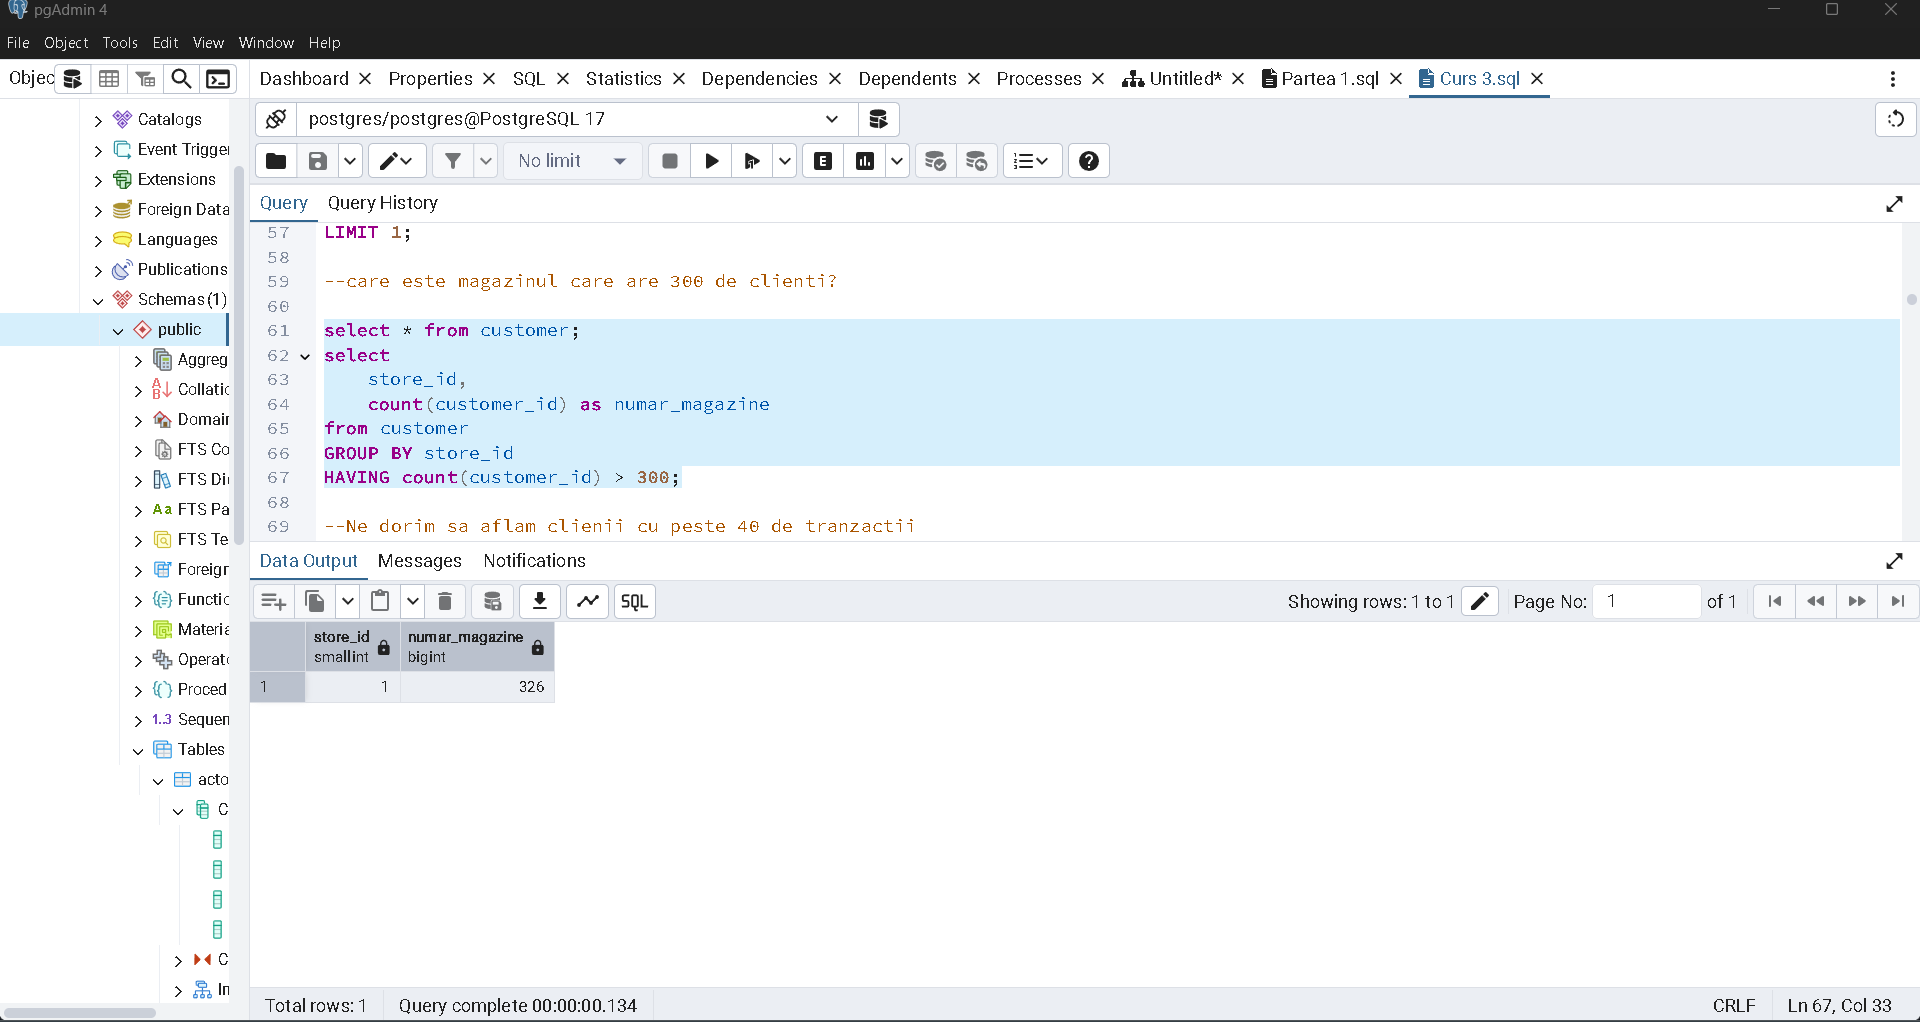 pgAdmin 4
File Object Tools Edit View Window Help
Objec
Dashboard Properties SQL Statistics Dependencies Dependents Processes Untitled* Partea 1.sql Curs 3.sql
Catalogs
Event Trigge
Extensions
Foreign Data
Languages
Publications
Schemas (1)
public
Aggreg
Collatic
Domair
FTS Co
FTS Di
Aa FTS Pa
FTS Te
Foreigr
Functic
Materia
Operat
Proced
1..3 Sequen
Tables
acto
C
C
In
postgres/postgres@PostgreSQL 17
No limit
E
Query Query History
57 LIMIT 1;
58
59 --care este magazinul care are 300 de clienti?
60
61 select * from customer;
62 select
63 store_id,
64 count(customer_id) as numar_magazine
65 from customer
66 GROUP BY store_id
67 HAVING count(customer_id) > 300;
68
69 --Ne dorim sa aflam clienii cu peste 40 de tranzactii
Data Output Messages Notifications
SQL
Showing rows: 1 to 1 Page No: 1 of 1
store_id numar_magazine
smallint bigint
1 1 326
Total rows: 1 Query complete 00:00:00.134 CRLF Ln 67, Col 33